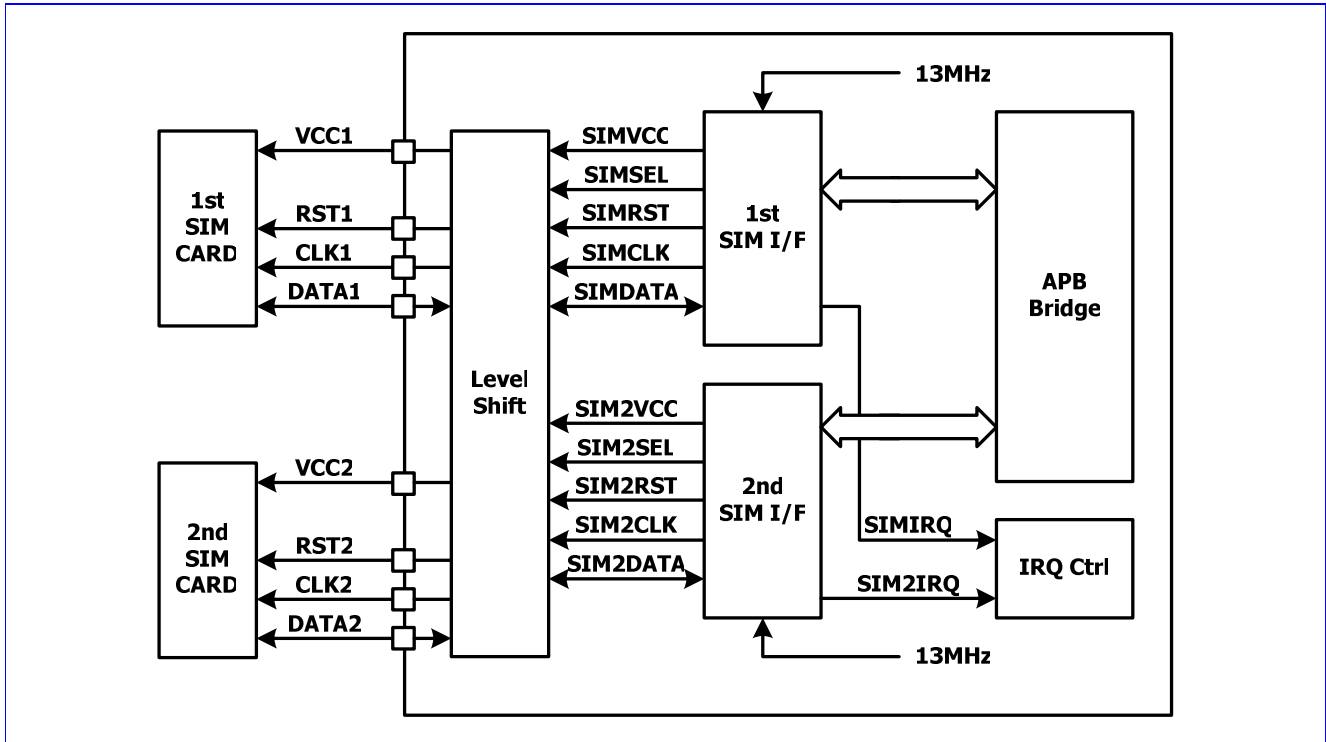 13MHz
VCC1
RST1
CLK1
DATA1
1st
SIM
CARD
SIMVCC
SIMSEL
SIMRST
SIMCLK
SIMDATA
1st
SIM I/F
APB
Bridge
Level
Shift
VCC2
RST2
CLK2
DATA2
2nd
SIM
CARD
SIM2VCC
SIM2SEL
SIM2RST
SIM2CLK
SIM2DATA
2nd
SIM I/F
SIMIRQ
SIM2IRQ
IRQ Ctrl
13MHz